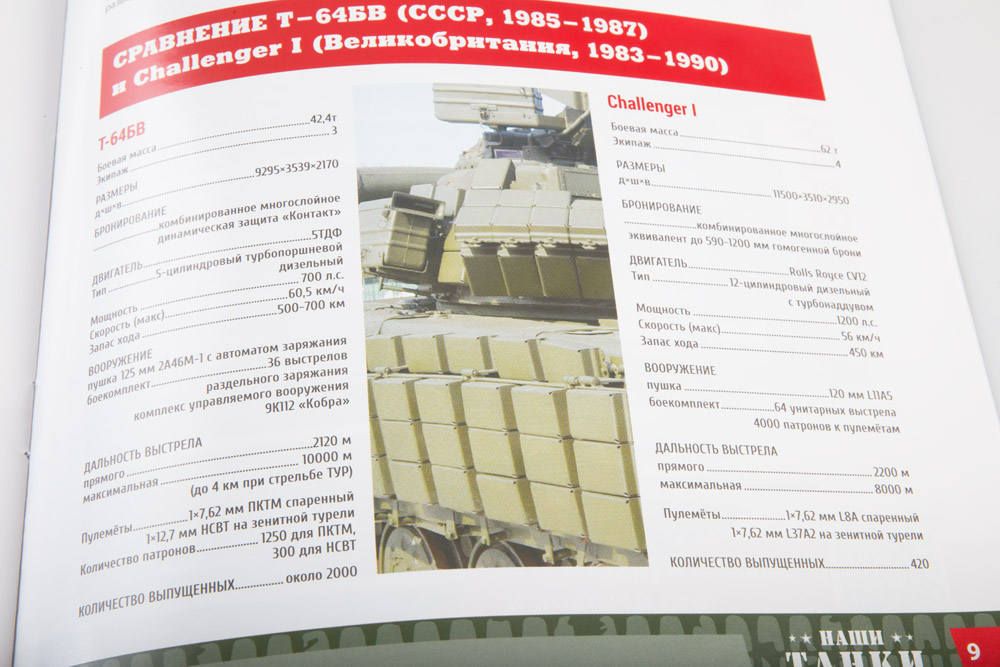 СРАВНЕНИЕ Т-64БВ (СССР, 1985-1987)
и Challenger I (Великобритания, 1983-1990)
Т-64БВ
Боевая масса......42,4т
Экипаж......3
РАЗМЕРЫ
д×ш×в......9295×3539×2170
БРОНИРОВАНИЕ
......комбинированное многослойное
динамическая защита «Контакт»
ДВИГАТЕЛЬ......5ТДФ
Тип......5-цилиндровый турбопоршневой
дизельный
Мощность......700 л.с.
Скорость (макс)......60,5 км/ч
Запас хода......500-700 км
ВООРУЖЕНИЕ
пушка 125 мм 2А46М-1 с автоматом заряжания
боекомплект......36 выстрелов
раздельного заряжания
комплекс управляемого вооружения
9К112 «Кобра»
ДАЛЬНОСТЬ ВЫСТРЕЛА
прямого......2120 м
максимальная......10000 м
(до 4 км при стрельбе ТУР)
Пулемёты......1×7,62 мм ПКТМ спаренный
1×12,7 мм НСВТ на зенитной турели
Количество патронов......1250 для ПКТМ,
300 для НСВТ
КОЛИЧЕСТВО ВЫПУЩЕННЫХ......около 2000
Challenger I
Боевая масса......62 т
Экипаж......4
РАЗМЕРЫ
д×ш×в......11500×3510×2950
БРОНИРОВАНИЕ
......комбинированное многослойное
эквивалент до 590-1200 мм гомогенной брони
ДВИГАТЕЛЬ......Rolls Royce CV12
Тип......12-цилиндровый дизельный
с турбонаддувом
Мощность......1200 л.с.
Скорость (макс)......56 км/ч
Запас хода......450 км
ВООРУЖЕНИЕ
пушка......120 мм L11A5
боекомплект......64 унитарных выстрела
4000 патронов к пулемётам
ДАЛЬНОСТЬ ВЫСТРЕЛА
прямого......2200 м
максимальная......8000 м
Пулемёты......1×7,62 мм L8A спаренный
1×7,62 мм L37A2 на зенитной турели
КОЛИЧЕСТВО ВЫПУЩЕННЫХ......420
НАШИ
ТАНКИ
9